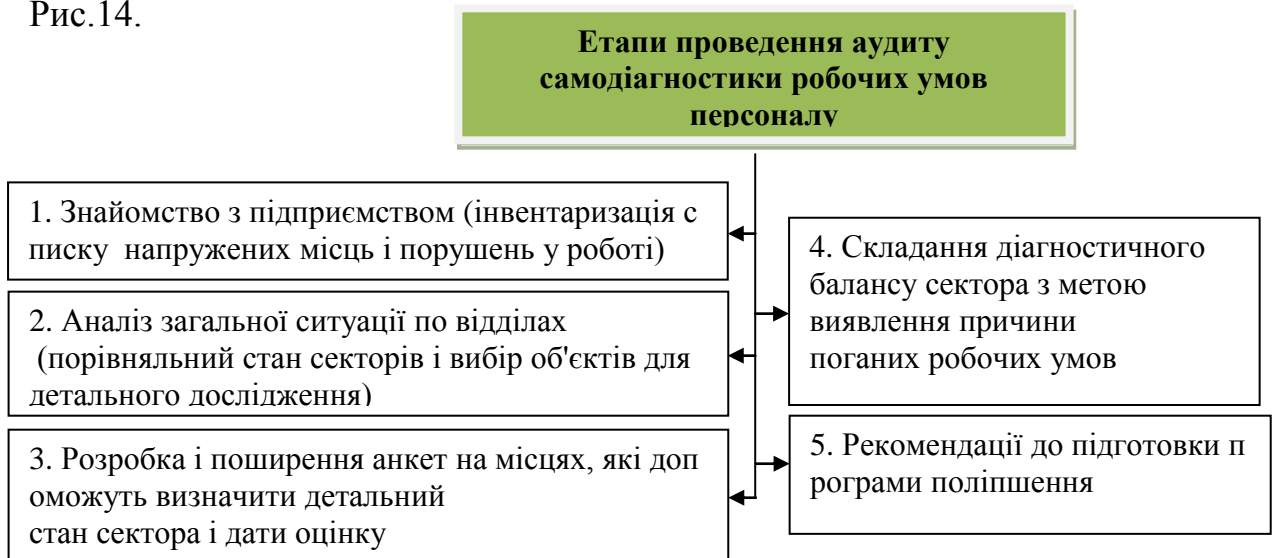 Рис.14.
Етапи проведення аудиту
самодіагностики робочих умов
персоналу
1. Знайомство з підприємством (інвентаризація с
писку напружених місць і порушень у роботі)
2. Аналіз загальної ситуації по відділах
(порівняльний стан секторів і вибір об'єктів для
детального дослідження)
3. Розробка і поширення анкет на місцях, які доп
оможуть визначити детальний
стан сектора і дати оцінку
4. Складання діагностичного
балансу сектора з метою
виявлення причини
поганих робочих умов
5. Рекомендації до підготовки п
рограми поліпшення